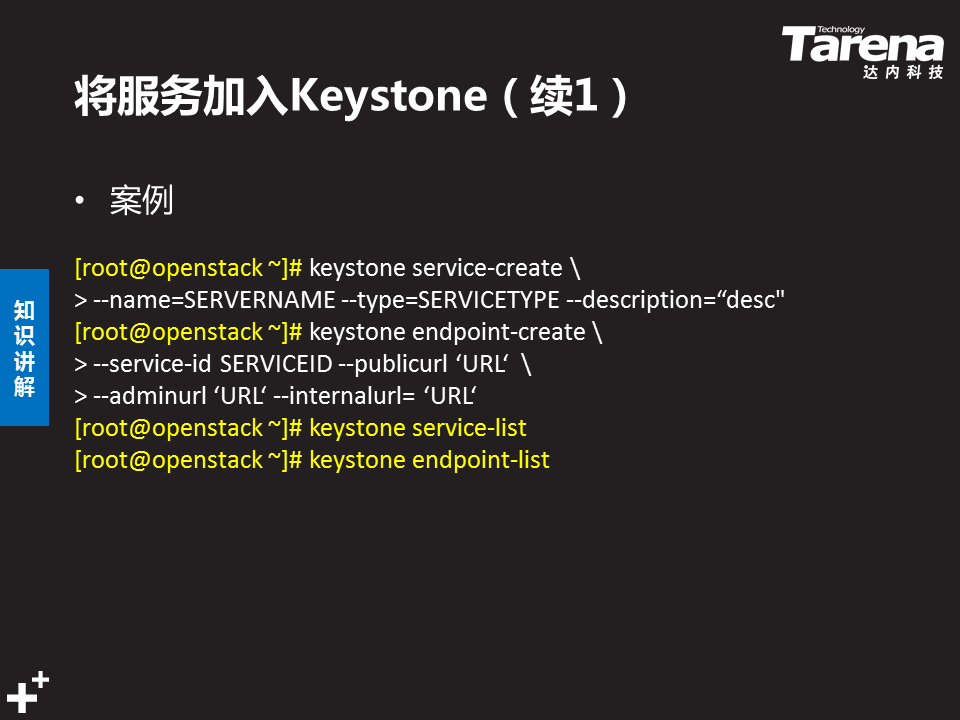 Technology
Tarena
达内科技
将服务加入Keystone（续1）
• 案例
[root@openstack ~]# keystone service-create \
> --name=SERVERNAME --type=SERVICETYPE --description=“desc"
[root@openstack ~]# keystone endpoint-create \
> --service-id SERVICEID --publicurl ‘URL‘ \
> --adminurl ‘URL‘ --internalurl= ‘URL‘
[root@openstack ~]# keystone service-list
[root@openstack ~]# keystone endpoint-list
知
识
讲
解